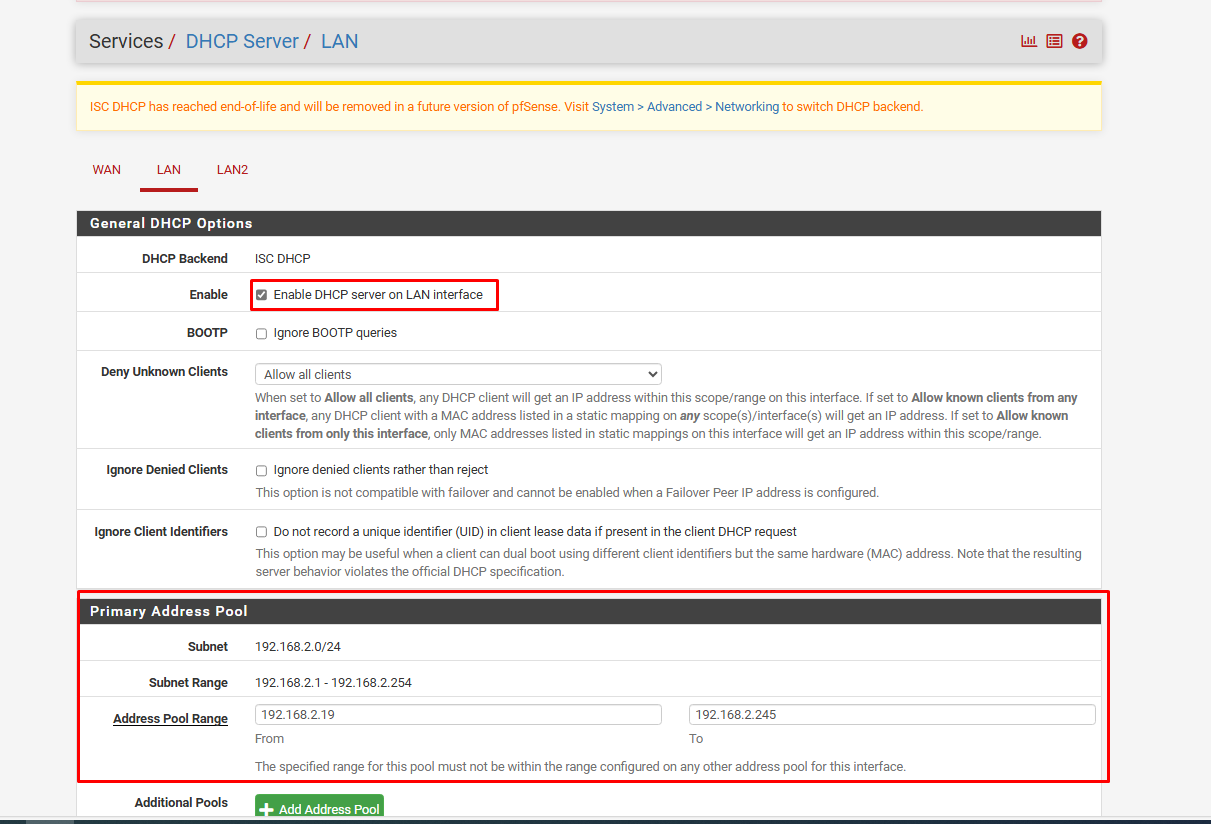 Services / DHCP Server / LAN
ISC DHCP has reached end-of-life and will be removed in a future version of pfSense. Visit System > Advanced > Networking to switch DHCP backend.
WAN LAN LAN2
General DHCP Options
DHCP Backend ISC DHCP
Enable Enable DHCP server on LAN interface
BOOTP Ignore BOOTP queries
Deny Unknown Clients Allow all clients
When set to Allow all clients, any DHCP client will get an IP address within this scope/range on this interface. If set to Allow known clients from any
interface, any DHCP client with a MAC address listed in a static mapping on any scope(s)/interface(s) will get an IP address. If set to Allow known
clients from only this interface, only MAC addresses listed in static mappings on this interface will get an IP address within this scope/range.
Ignore Denied Clients Ignore denied clients rather than reject
This option is not compatible with failover and cannot be enabled when a Failover Peer IP address is configured.
Ignore Client Identifiers Do not record a unique identifier (UID) in client lease data if present in the client DHCP request
This option may be useful when a client can dual boot using different client identifiers but the same hardware (MAC) address. Note that the resulting
server behavior violates the official DHCP specification.
Primary Address Pool
Subnet 192.168.2.0/24
Subnet Range 192.168.2.1 - 192.168.2.254
Address Pool Range 192.168.2.19 192.168.2.245
From To
The specified range for this pool must not be within the range configured on any other address pool for this interface.
Additional Pools Add Address Pool